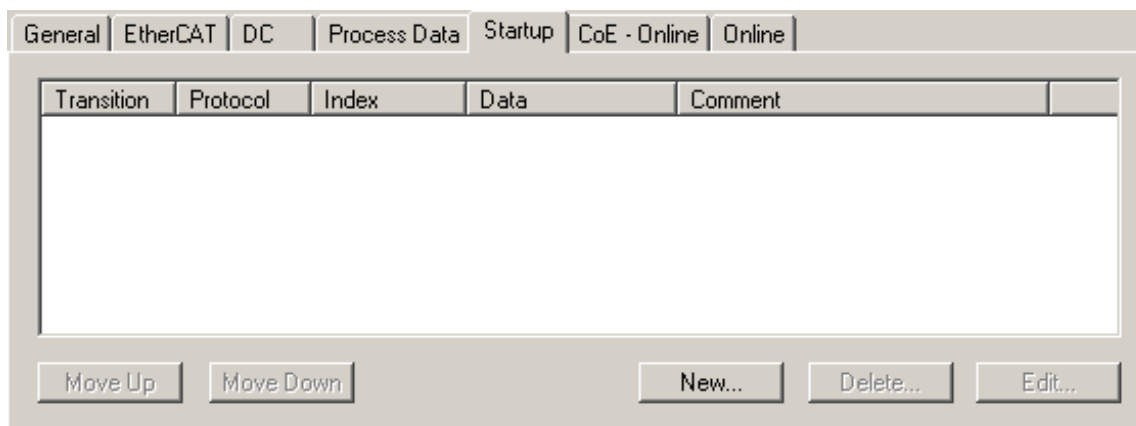 General EtherCAT DC Process Data Startup CoE - Online Online
Transition Protocol Index Data Comment
Move Up Move Down New... Delete... Edit...